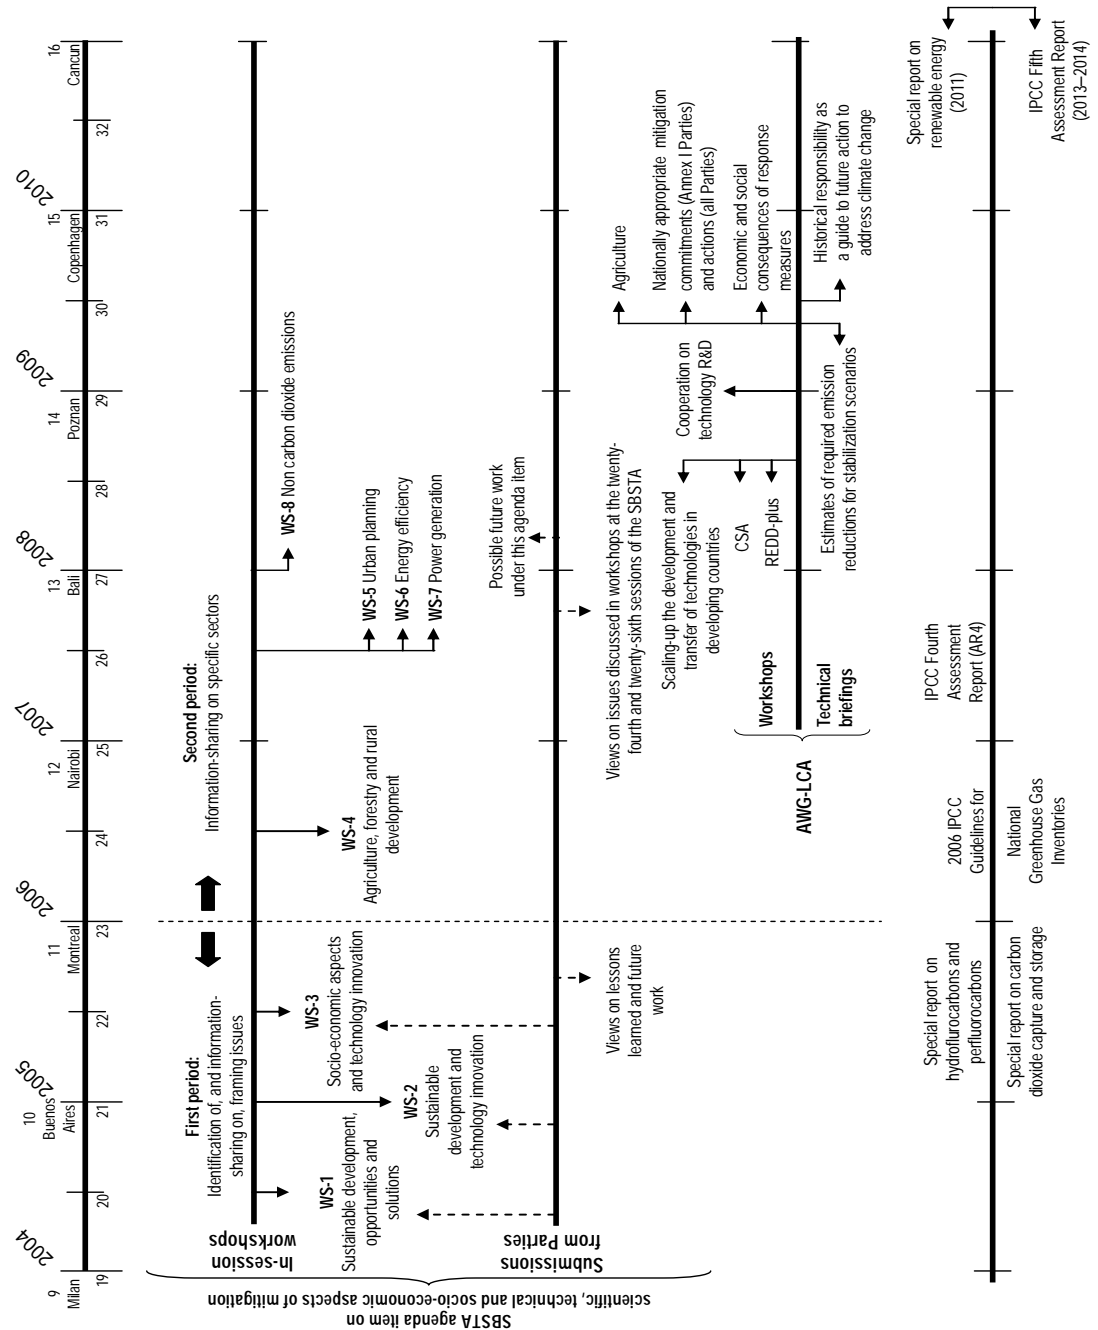 2004
2005
2006
2007
2008
2009
2010
9
Milan
10
Buenos
Aires
11
Montreal
12
Nairobi
13
Bali
14
Poznan
15
Copenhagen
16
Cancun
19
20
21
22
23
24
25
26
27
28
29
30
31
32
SBSTA agenda item on
scientific, technical and socio-economic aspects of mitigation
In-session
workshops
First period:
Identification of, and information-
sharing on, framing issues
Second period:
Information-sharing on specific sectors
WS-1
Sustainable development,
opportunities and
solutions
WS-2
Sustainable
development and
technology innovation
WS-3
Socio-economic aspects
and technology innovation
WS-4
Agriculture, forestry and rural
development
WS-5 Urban planning
WS-6 Energy efficiency
WS-7 Power generation
WS-8 Non carbon dioxide emissions
Submissions
from Parties
Views on lessons
learned and future
work
Possible future work
under this agenda item
Views on issues discussed in workshops at the twenty-
fourth and twenty-sixth sessions of the SBSTA
AWG-LCA
Workshops
Technical
briefings
Scaling-up the development and
transfer of technologies in
developing countries
CSA
REDD-plus
Cooperation on
technology R&D
Agriculture
Nationally appropriate mitigation
commitments (Annex I Parties)
and actions (all Parties)
Economic and social
consequences of response
measures
Estimates of required emission
reductions for stabilization scenarios
Historical responsibility as
a guide to future action to
address climate change
Special report on
hydroflurocarbons and
perfluorocarbons
Special report on carbon
dioxide capture and storage
2006 IPCC
Guidelines for
National
Greenhouse Gas
Inventories
IPCC Fourth
Assessment
Report (AR4)
Special report on
renewable energy
(2011)
IPCC Fifth
Assessment Report
(2013–2014)